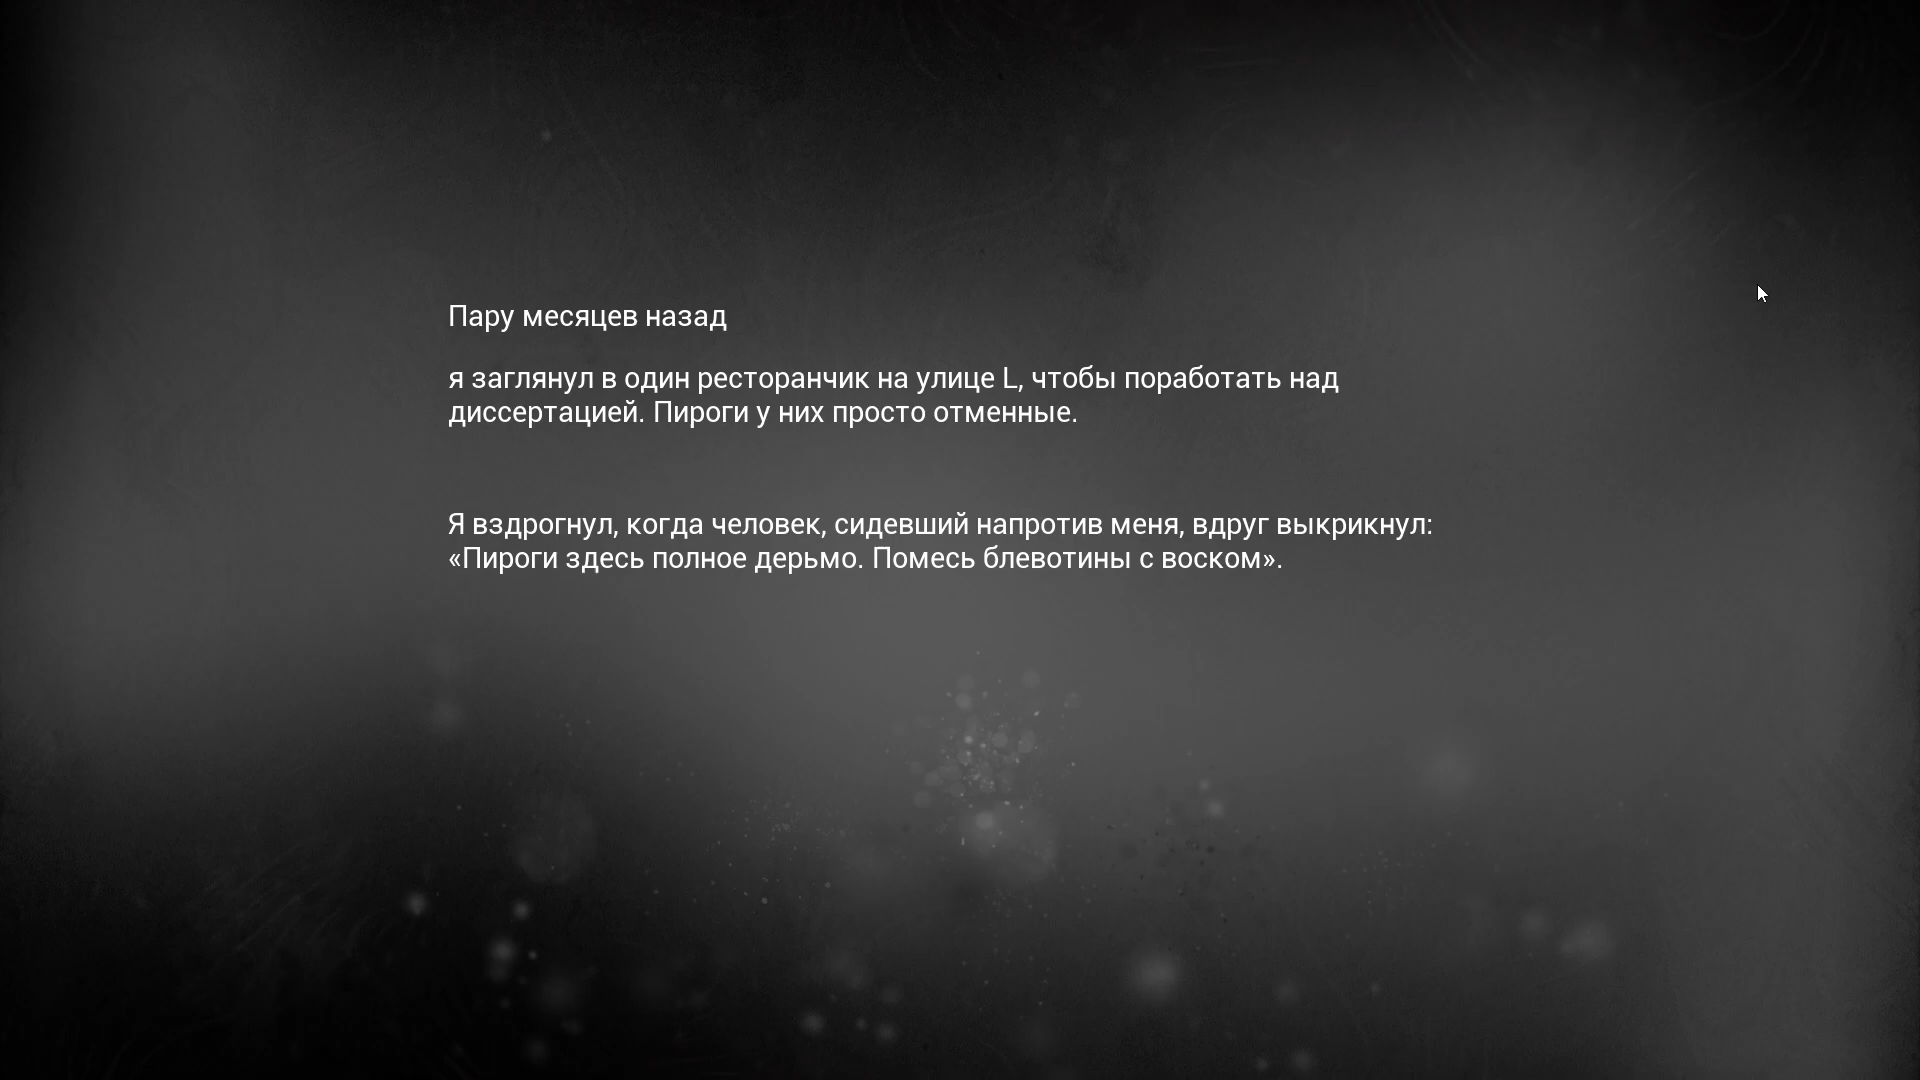 Пару месяцев назад
я заглянул в один ресторанчик на улице L, чтобы поработать над
диссертацией. Пироги у них просто отменные.
Я вздрогнул, когда человек, сидевший напротив меня, вдруг выкрикнул:
«Пироги здесь полное дерьмо. Помесь блевотины с воском».